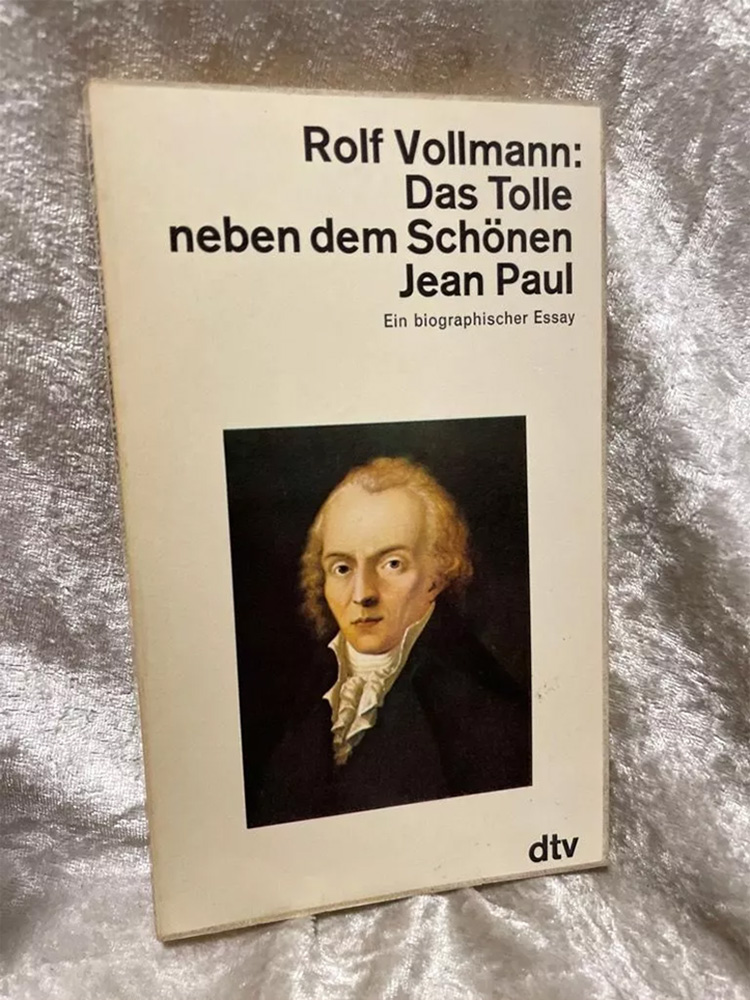 Rolf Vollmann:
Das Tolle
neben dem Schönen
Jean Paul
Ein biographischer Essay
dtv